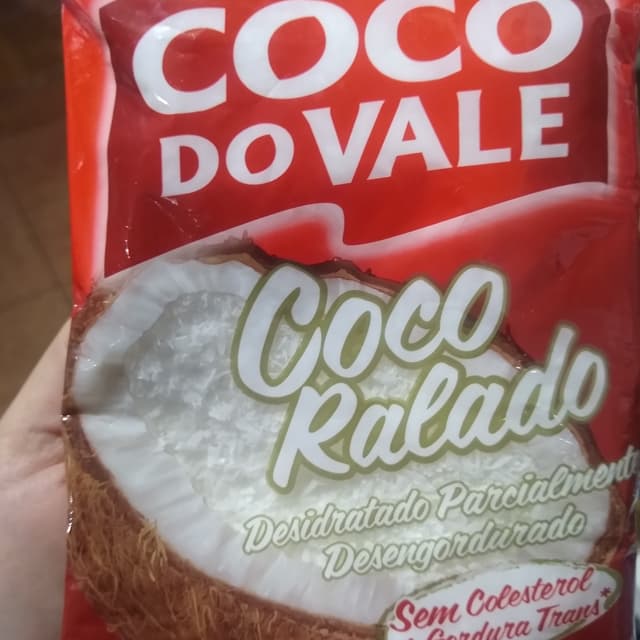 COCO
DO VALE
Coco
Ralado
Desidratado Parcialment
Desengordurado
Sem Colesterol
Gordura Trans*